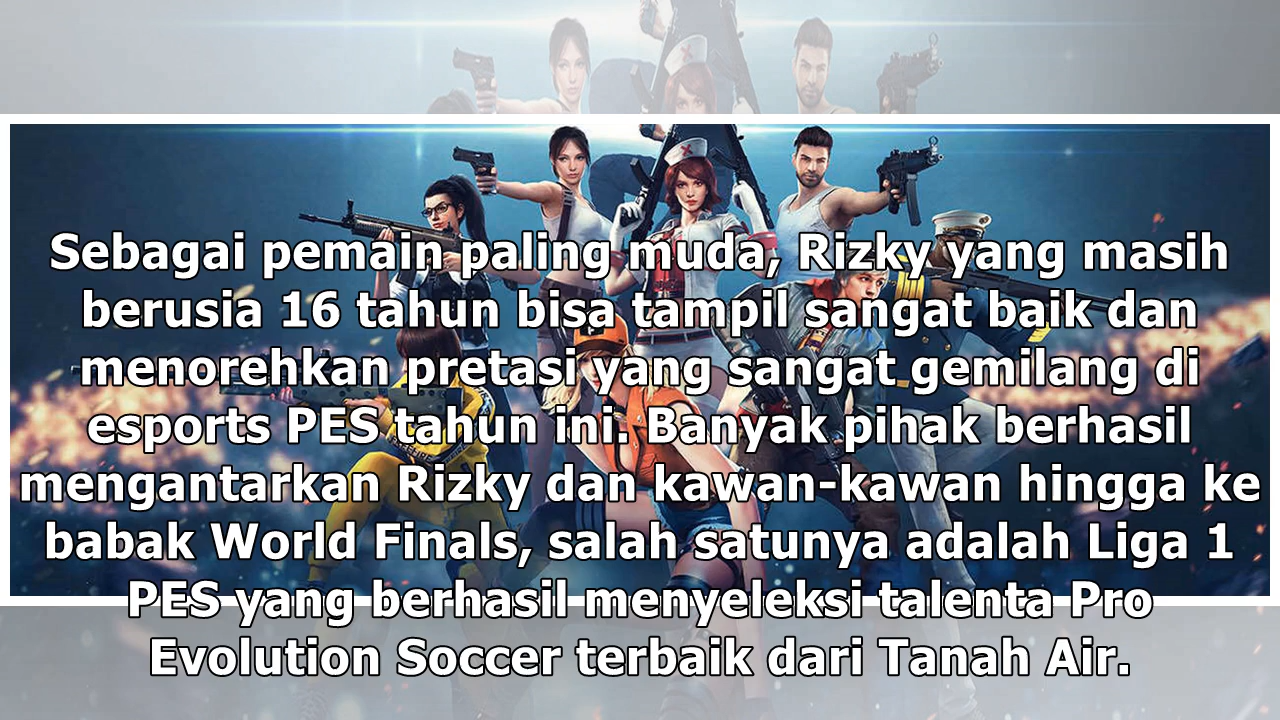 Sebagai pemain paling muda, Rizky yang masih
berusia 16 tahun bisa tampil sangat baik dan
menorehkan pretasi yang sangat gemilang di
esports PES tahun ini. Banyak pihak berhasil
mengantarkan Rizky dan kawan-kawan hingga ke
babak World Finals, salah satunya adalah Liga 1
PES yang berhasil menyeleksi talenta Pro
Evolution Soccer terbaik dari Tanah Air.